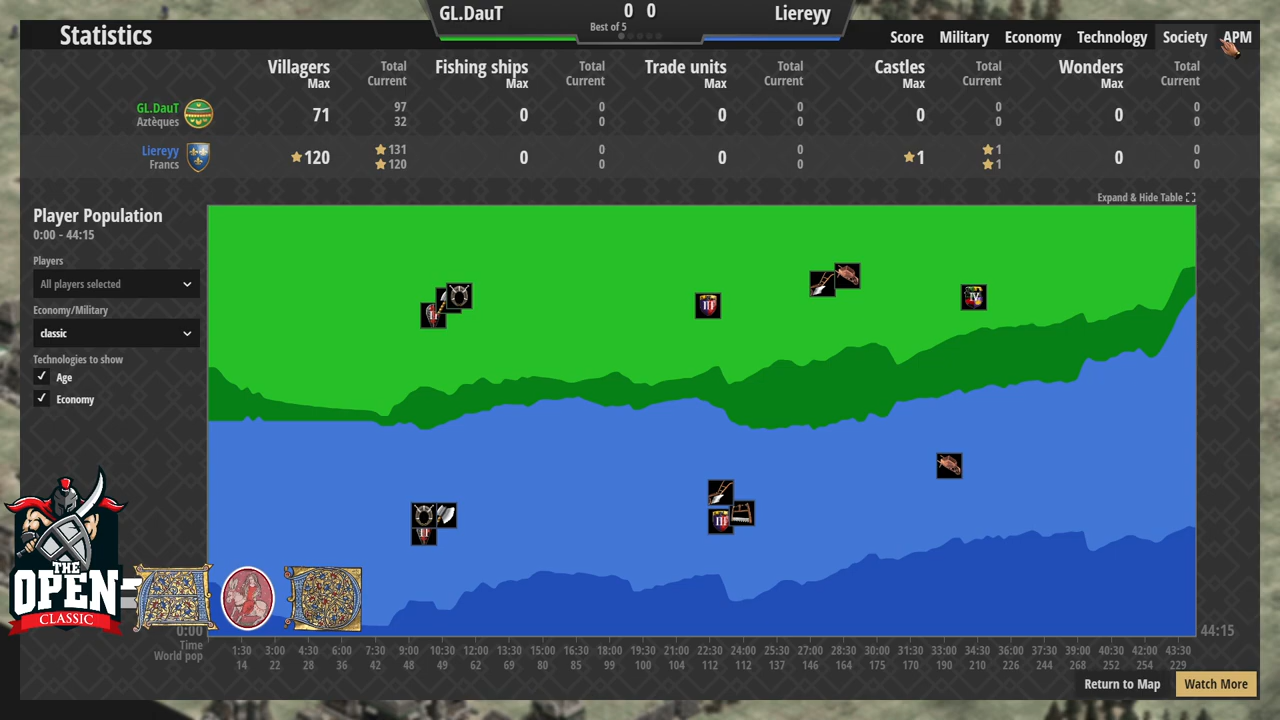 GL.DauT
0 0
Liereyy
Best of 5
Statistics
Score Military Economy Technology Society APM
Villagers Total Fishing ships Total Trade units Total Castles Total Wonders Total
Max Current Max Current Max Current Max Current Max Current
GL.DauT
Aztèques
71 97 0 0 0 0 0 0 0 0
32 0 0 0 0
Liereyy
Francs
120 131 0 0 0 0 1 1 0 0
120 0 0 1 0
Expand & Hide Table
Player Population
0:00 - 44:15
Players
All players selected
Economy/Military
classic
Technologies to show
Age
Economy
II
III
IV
II
III
THE
OPEN
CLASSIC
0:00
44:15
Time
World pop
1:30 3:00 4:30 6:00 7:30 9:00 10:30 12:00 13:30 15:00 16:30 18:00 19:30 21:00 22:30 24:00 25:30 27:00 28:30 30:00 31:30 33:00 34:30 36:00 37:30 39:00 40:30 42:00 43:30
14 22 28 36 42 48 49 62 69 80 85 99 100 104 112 112 137 146 164 175 170 190 210 226 244 268 252 254 229
Return to Map
Watch More